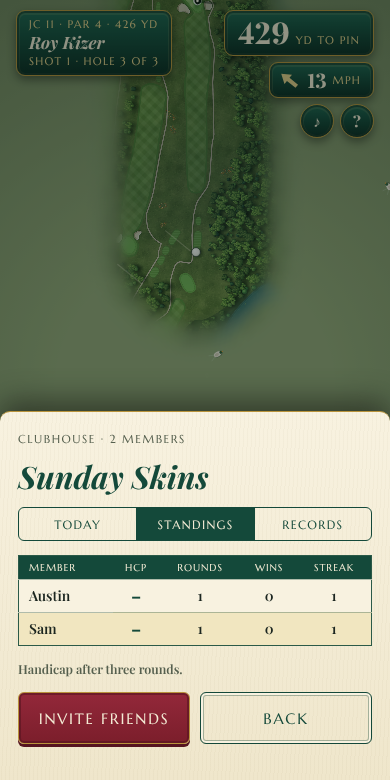 JC 11 · PAR 4 · 426 YD
Roy Kizer
SHOT 1 · HOLE 3 OF 3
429 YD TO PIN
13 MPH
♪ ?
CLUBHOUSE · 2 MEMBERS
Sunday Skins
TODAY STANDINGS RECORDS
MEMBER HCP ROUNDS WINS STREAK
Austin – 1 0 1
Sam – 1 0 1
Handicap after three rounds.
INVITE FRIENDS BACK